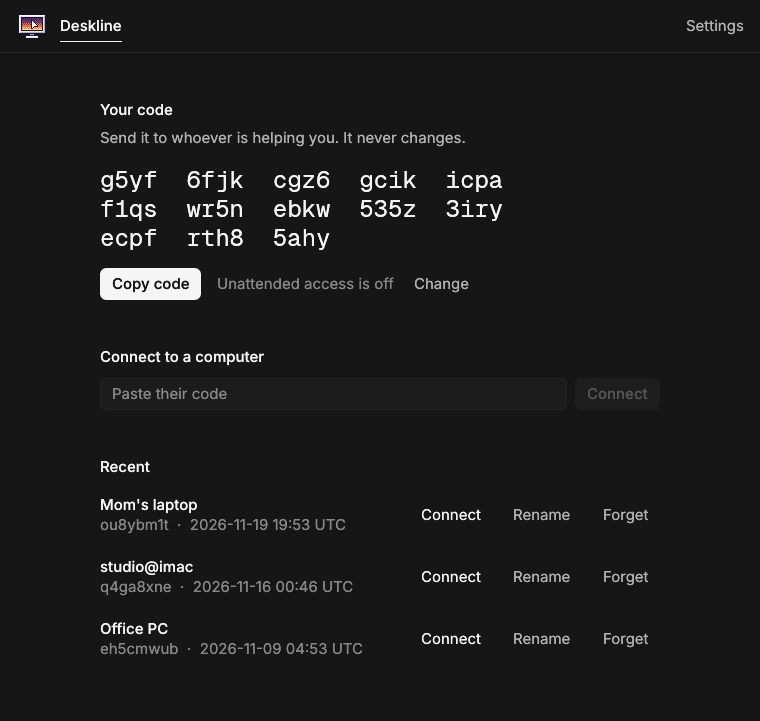 Deskline
Settings
Your code
Send it to whoever is helping you. It never changes.
g5yf 6fjk cgz6 gcik icpa
f1qs wr5n ebkw 535z 3iry
ecpf rth8 5ahy
Copy code Unattended access is off Change
Connect to a computer
Paste their code Connect
Recent
Mom's laptop
ou8ybm1t · 2026-11-19 19:53 UTC
Connect Rename Forget
studio@imac
q4ga8xne · 2026-11-16 00:46 UTC
Connect Rename Forget
Office PC
eh5cmwub · 2026-11-09 04:53 UTC
Connect Rename Forget